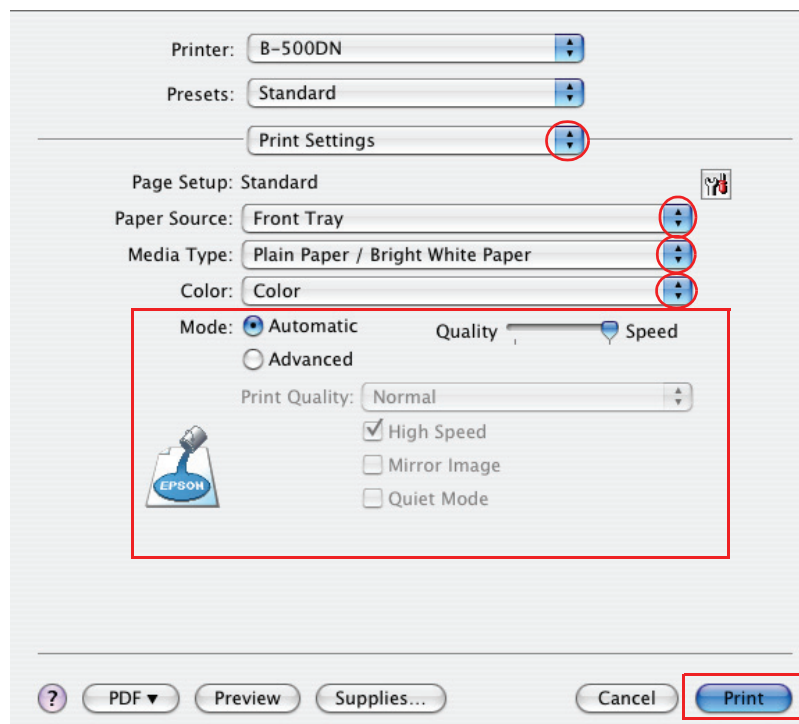 Printer: B-500DN
Presets: Standard
Print Settings
Page Setup: Standard
Paper Source: Front Tray
Media Type: Plain Paper / Bright White Paper
Color: Color
Mode: Automatic Quality Speed
Advanced
Print Quality: Normal
High Speed
Mirror Image
Quiet Mode
EPSON
? PDF ▼ Preview Supplies... Cancel Print